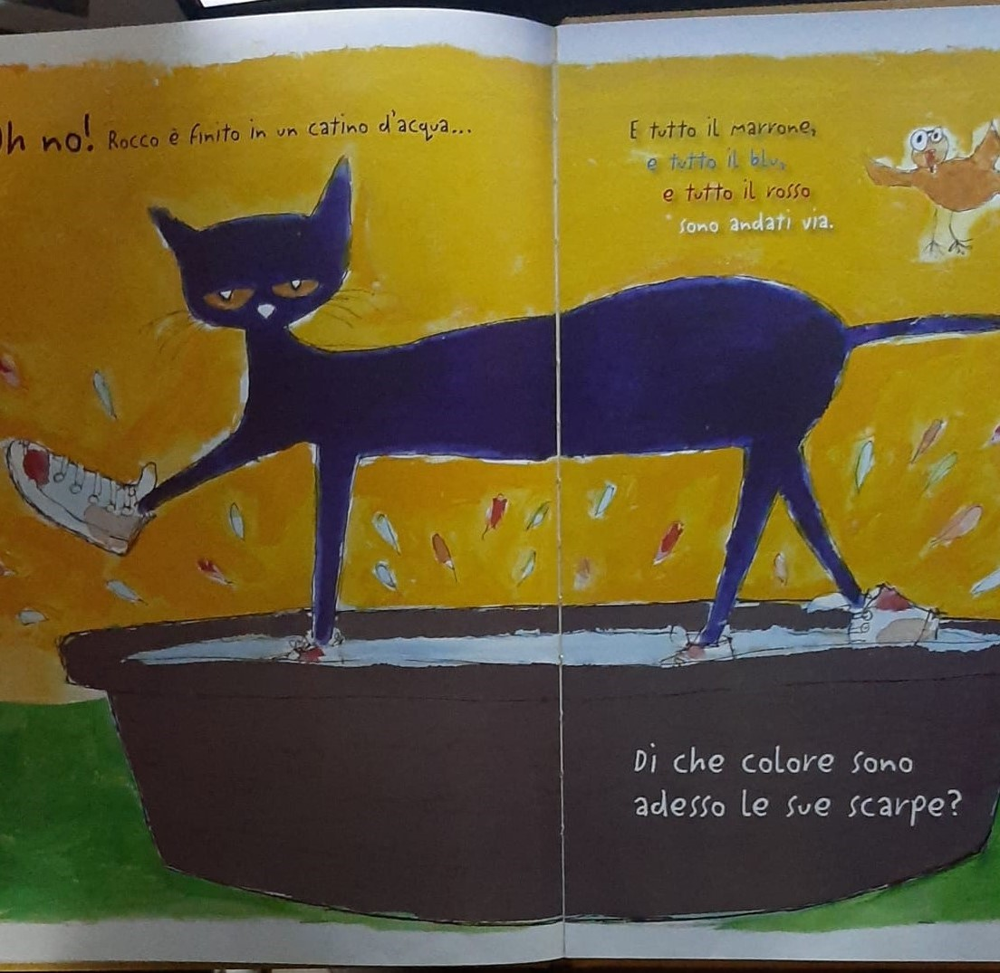 Oh no! Rocco è finito in un catino d'acqua...
E tutto il marrone,
e tutto il blu,
e tutto il rosso
sono andati via.
Di che colore sono
adesso le sue scarpe?